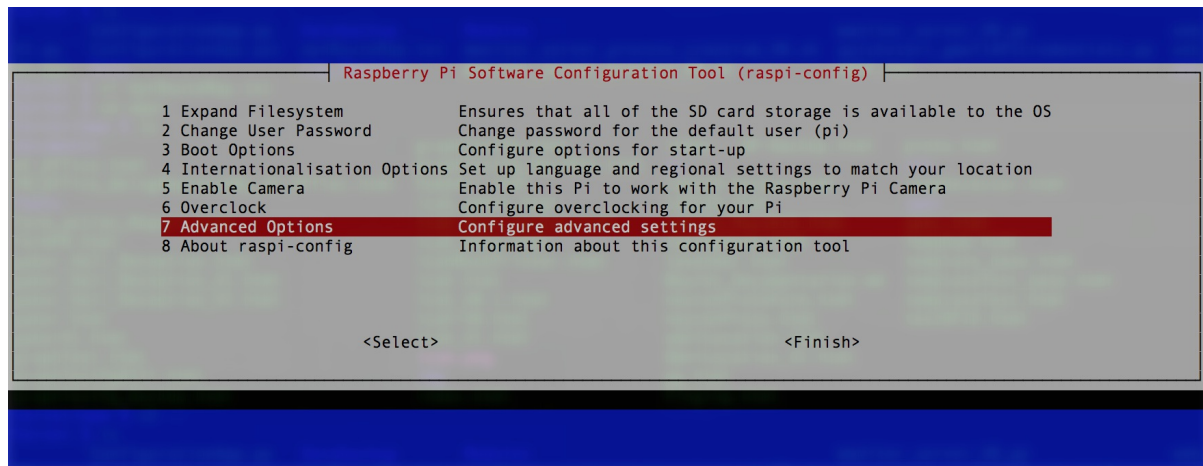 Raspberry Pi Software Configuration Tool (raspi-config)
1 Expand Filesystem Ensures that all of the SD card storage is available to the OS
2 Change User Password Change password for the default user (pi)
3 Boot Options Configure options for start-up
4 Internationalisation Options Set up language and regional settings to match your location
5 Enable Camera Enable this Pi to work with the Raspberry Pi Camera
6 Overclock Configure overclocking for your Pi
7 Advanced Options Configure advanced settings
8 About raspi-config Information about this configuration tool
<Select> <Finish>